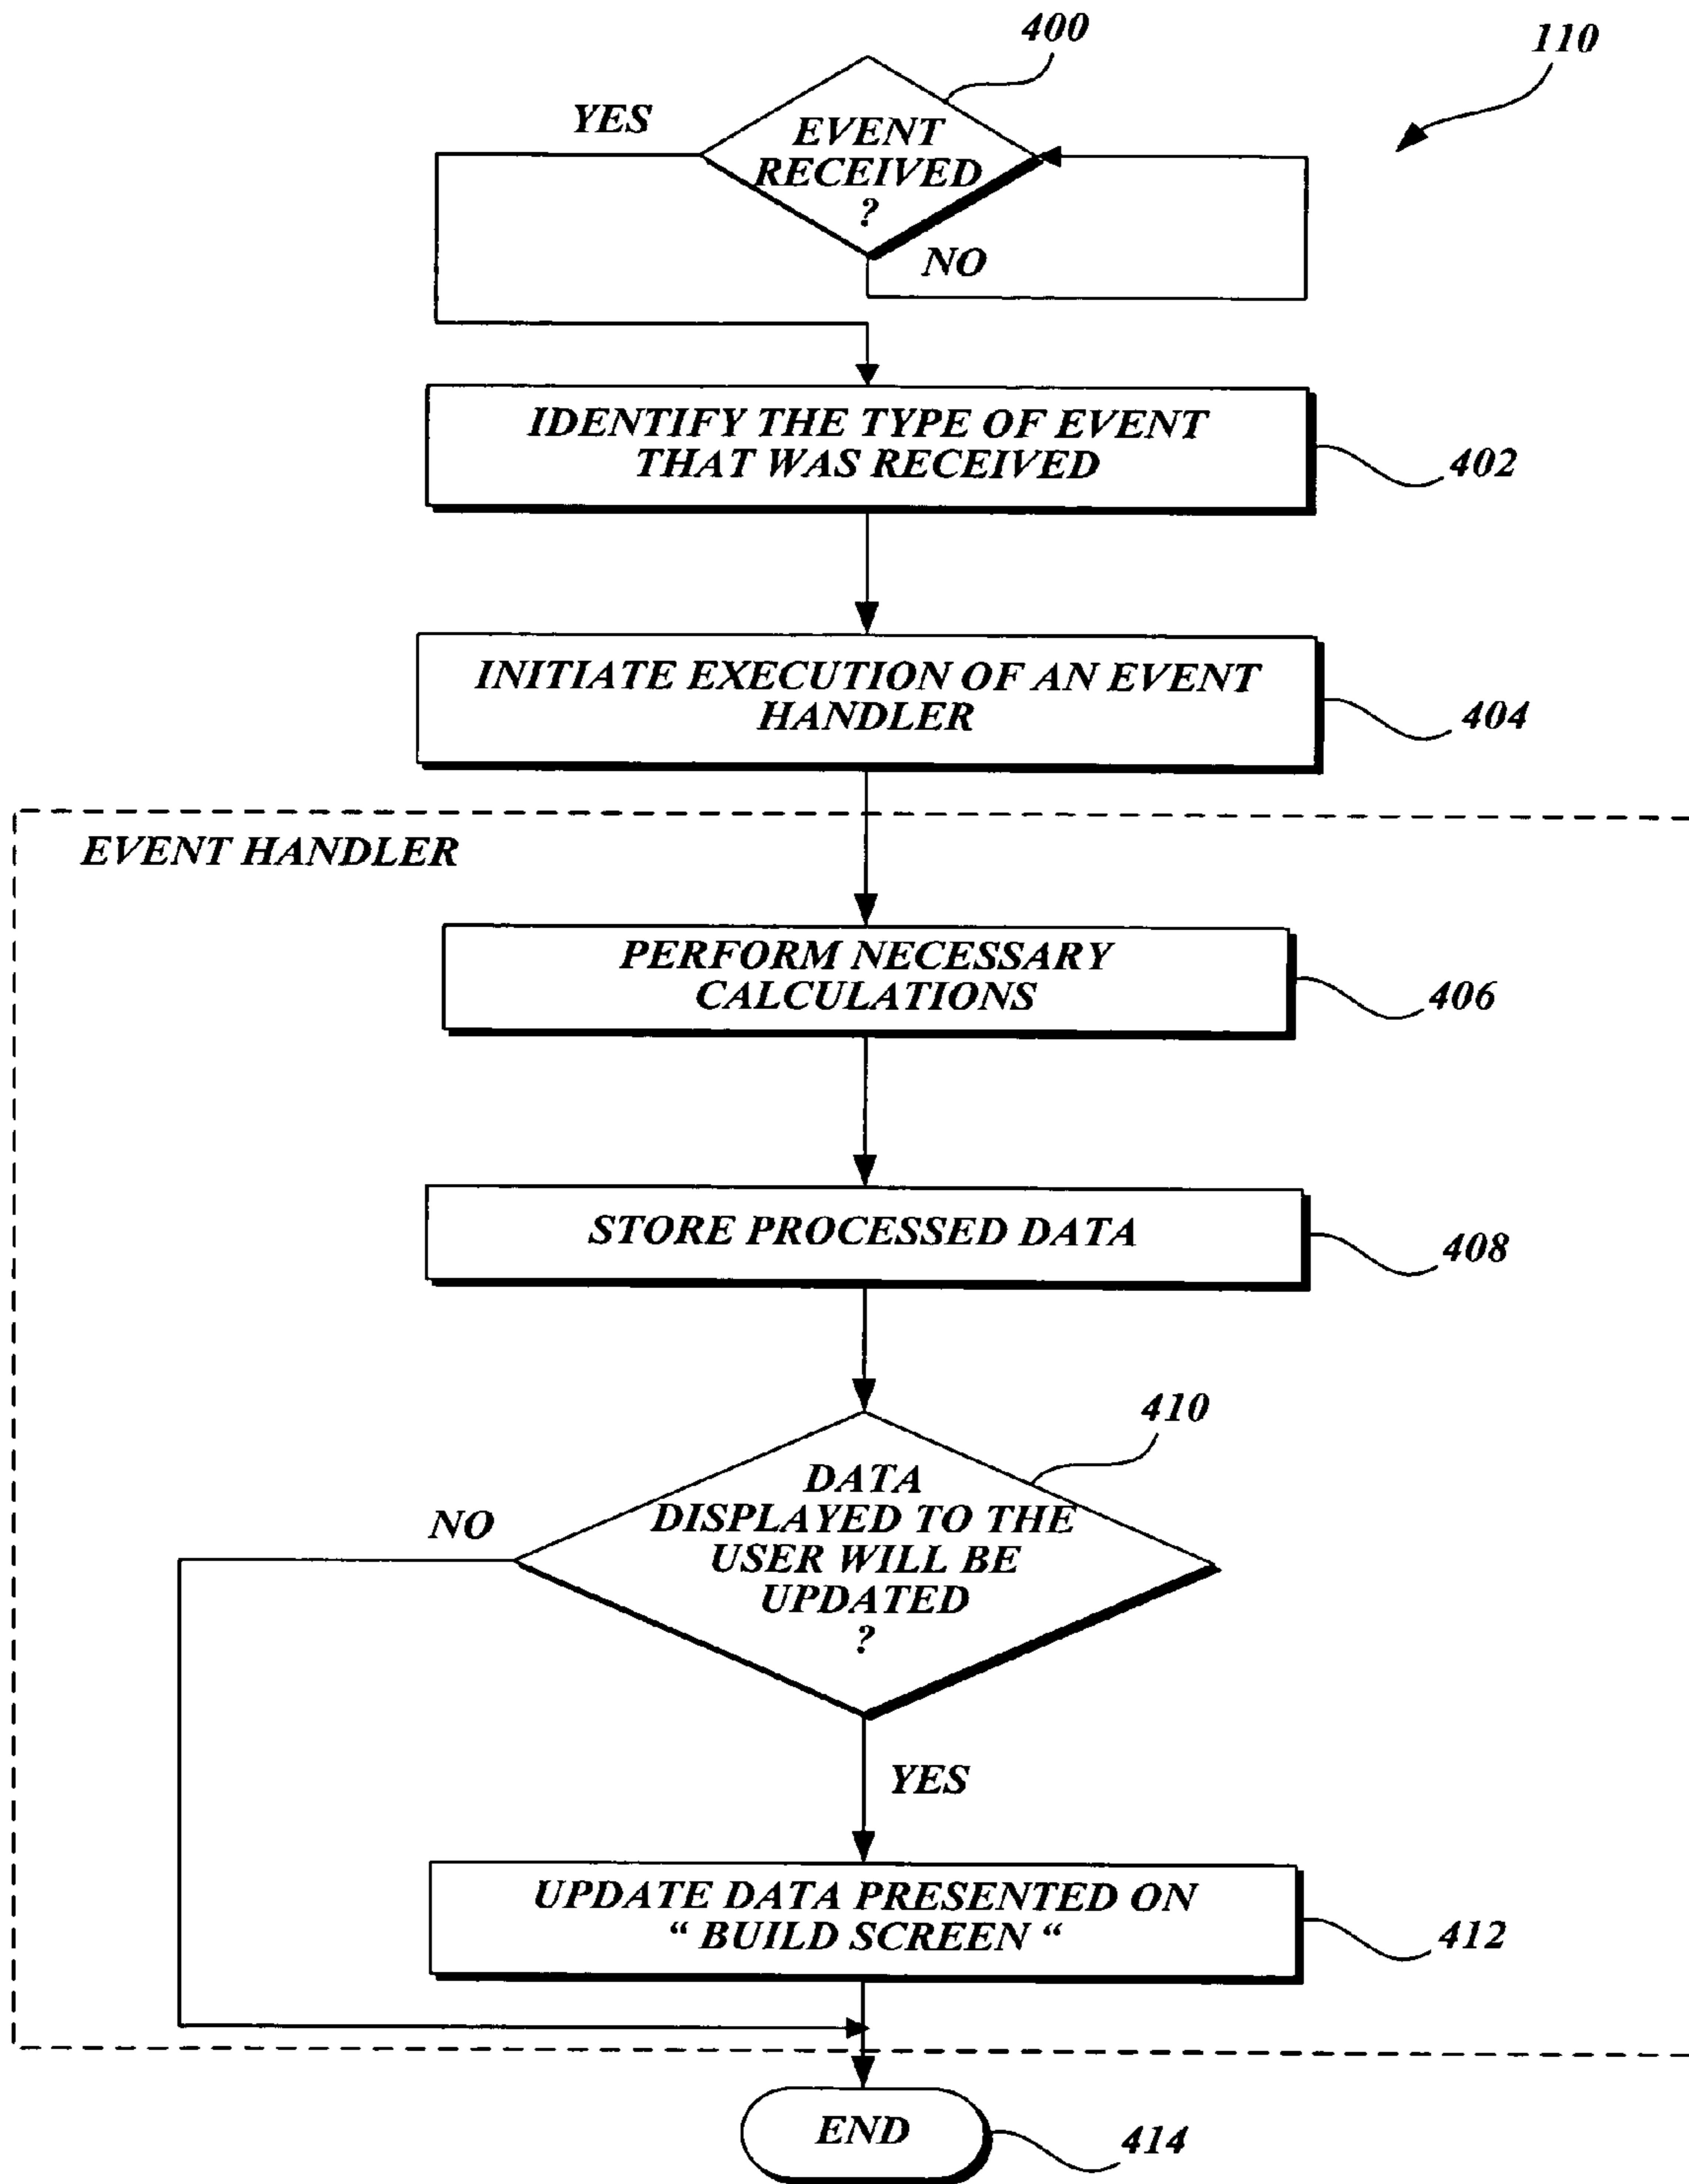 400
110
YES
EVENT
RECEIVED
?
NO
IDENTIFY THE TYPE OF EVENT
THAT WAS RECEIVED
402
INITIATE EXECUTION OF AN EVENT
HANDLER
404
EVENT HANDLER
PERFORM NECESSARY
CALCULATIONS
406
STORE PROCESSED DATA
408
410
DATA
DISPLAYED TO THE
USER WILL BE
UPDATED
?
NO
YES
UPDATE DATA PRESENTED ON
“ BUILD SCREEN “
412
END
414